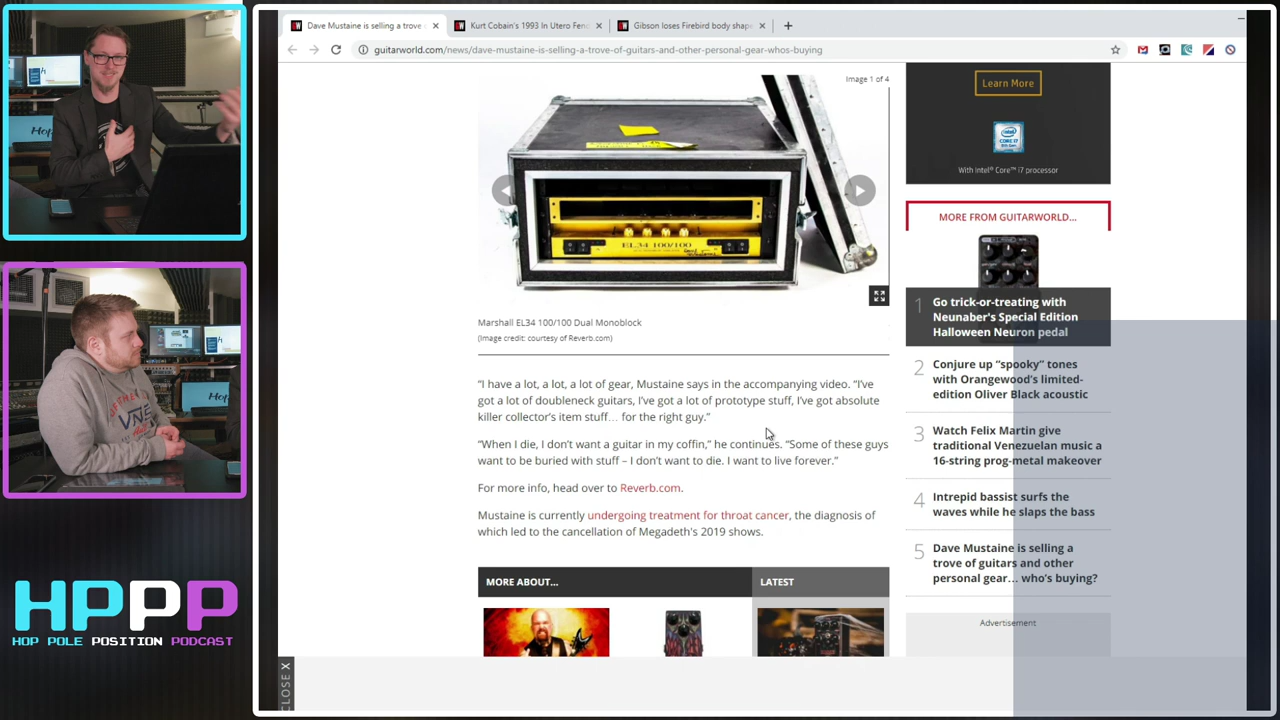 Dave Mustaine is selling a trove
Kurt Cobain's 1993 In Utero Fend
Gibson loses Firebird body shape
guitarworld.com/news/dave-mustaine-is-selling-a-trove-of-guitars-and-other-personal-gear-whos-buying
Image 1 of 4
EL34 100/100
Marshall EL34 100/100 Dual Monoblock
(Image credit: courtesy of Reverb.com)
“I have a lot, a lot, a lot of gear, Mustaine says in the accompanying video. “I’ve
got a lot of doubleneck guitars, I’ve got a lot of prototype stuff, I’ve got absolute
killer collector’s item stuff… for the right guy.”
“When I die, I don’t want a guitar in my coffin,” he continues. “Some of these guys
want to be buried with stuff – I don’t want to die. I want to live forever.”
For more info, head over to Reverb.com.
Mustaine is currently undergoing treatment for throat cancer, the diagnosis of
which led to the cancellation of Megadeth's 2019 shows.
MORE ABOUT...
LATEST
Learn More
intel
CORE i7
With Intel® Core™ i7 processor
MORE FROM GUITARWORLD...
1
Go trick-or-treating with
Neunaber's Special Edition
Halloween Neuron pedal
2
Conjure up “spooky” tones
with Orangewood’s limited-
edition Oliver Black acoustic
3
Watch Felix Martin give
traditional Venezuelan music a
16-string prog-metal makeover
4
Intrepid bassist surfs the
waves while he slaps the bass
5
Dave Mustaine is selling a
trove of guitars and other
personal gear… who’s buying?
Advertisement
CLOSE X
HPPP
HOP POLE POSITION PODCAST